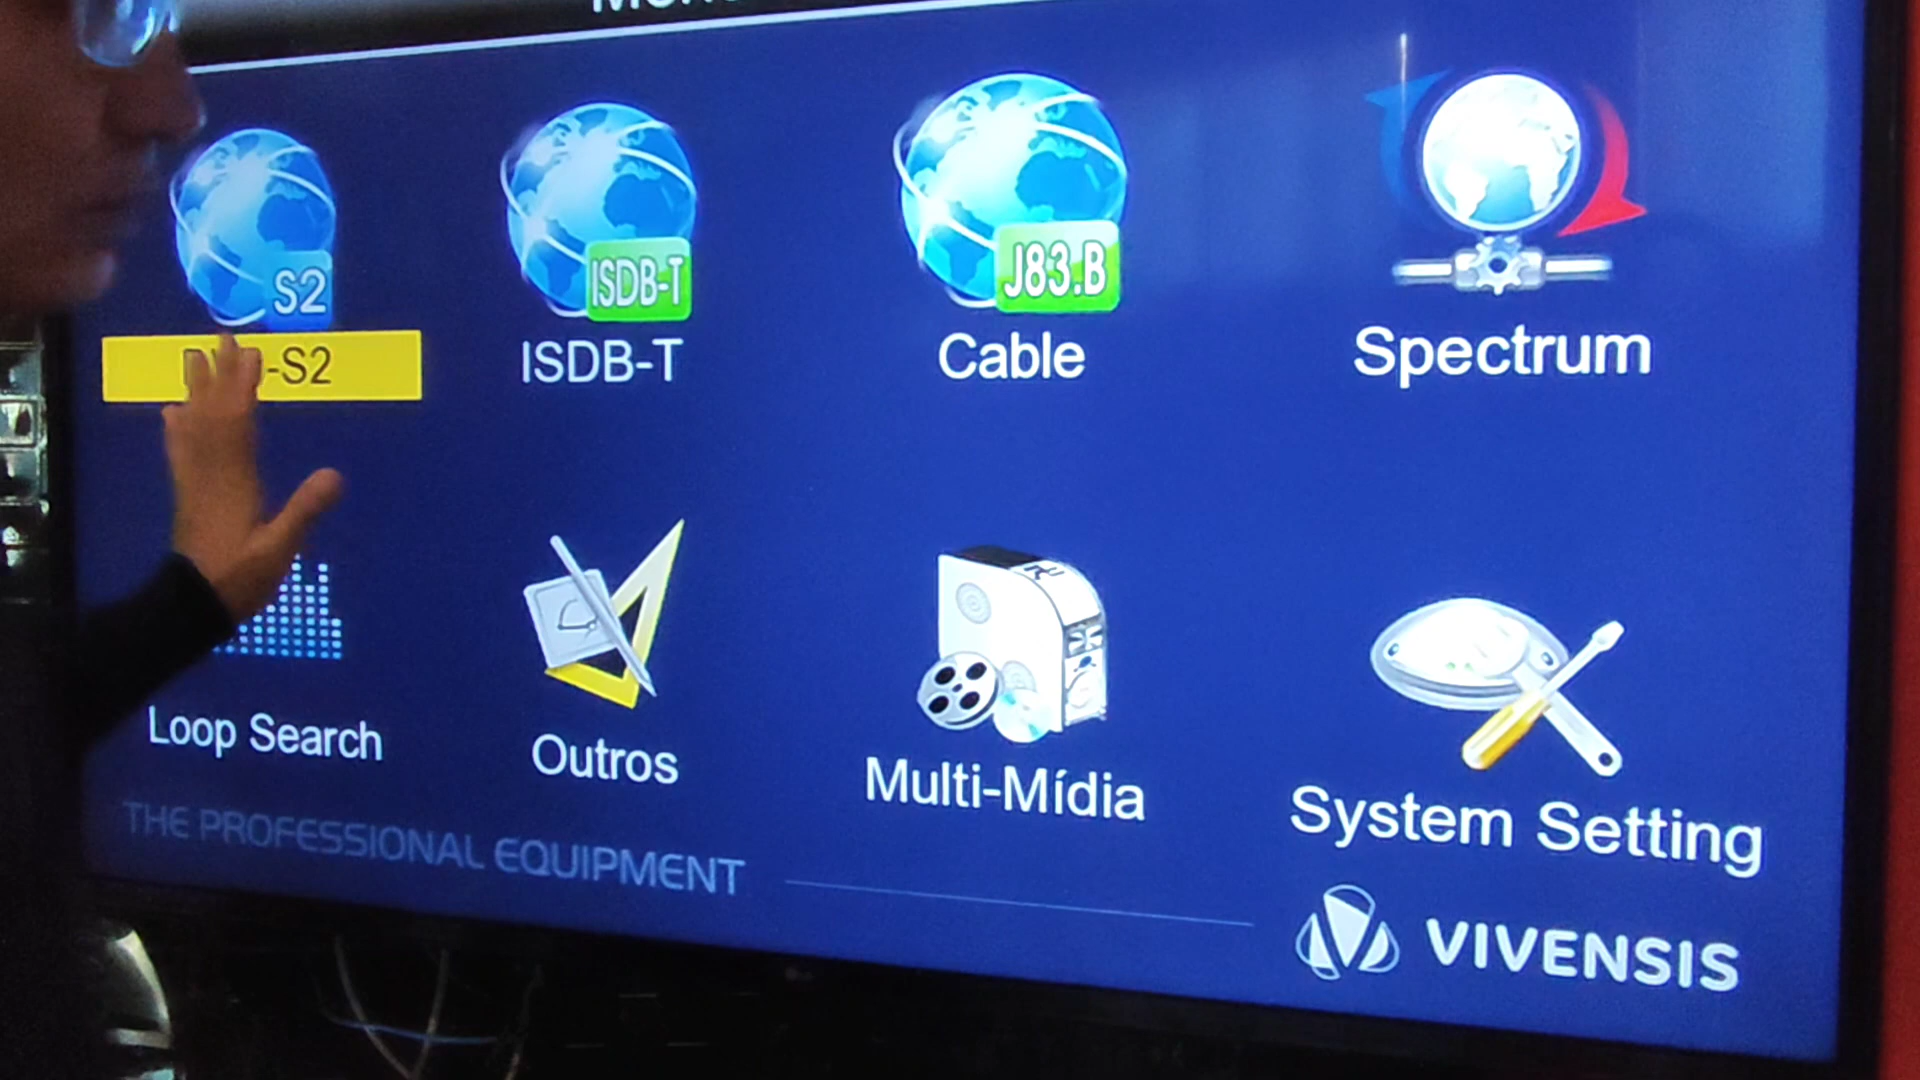 S2
ISDB-T
J83.B
-S2
ISDB-T
Cable
Spectrum
Loop Search
Outros
Multi-Mídia
System Setting
THE PROFESSIONAL EQUIPMENT
VIVENSIS